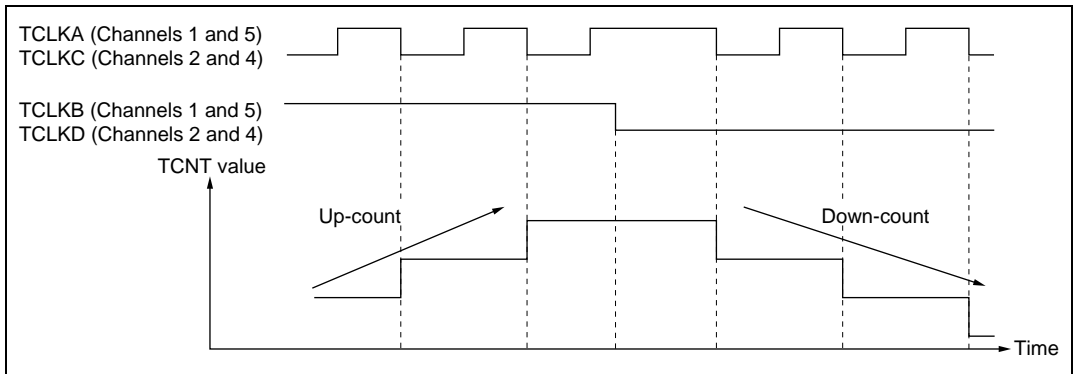 TCLKA (Channels 1 and 5)
TCLKC (Channels 2 and 4)
TCLKB (Channels 1 and 5)
TCLKD (Channels 2 and 4)
TCNT value
Up-count
Down-count
Time